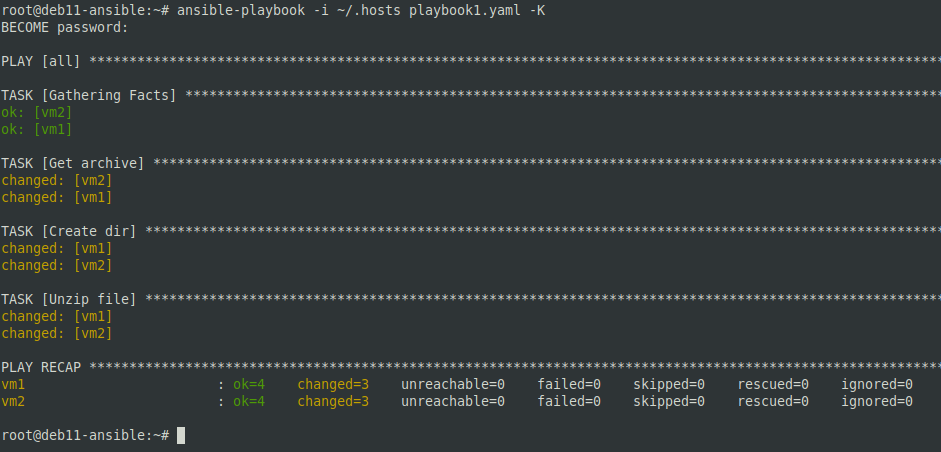 root@deb11-ansible:~# ansible-playbook -i ~/.hosts playbook1.yaml -K
BECOME password:
PLAY [all] ***********************************************************************************************************
TASK [Gathering Facts] ***********************************************************************************************
ok: [vm2]
ok: [vm1]
TASK [Get archive] ***************************************************************************************************
changed: [vm2]
changed: [vm1]
TASK [Create dir] ****************************************************************************************************
changed: [vm1]
changed: [vm2]
TASK [Unzip file] ****************************************************************************************************
changed: [vm1]
changed: [vm2]
PLAY RECAP ***********************************************************************************************************
vm1                        : ok=4    changed=3    unreachable=0    failed=0    skipped=0    rescued=0    ignored=0
vm2                        : ok=4    changed=3    unreachable=0    failed=0    skipped=0    rescued=0    ignored=0
root@deb11-ansible:~#